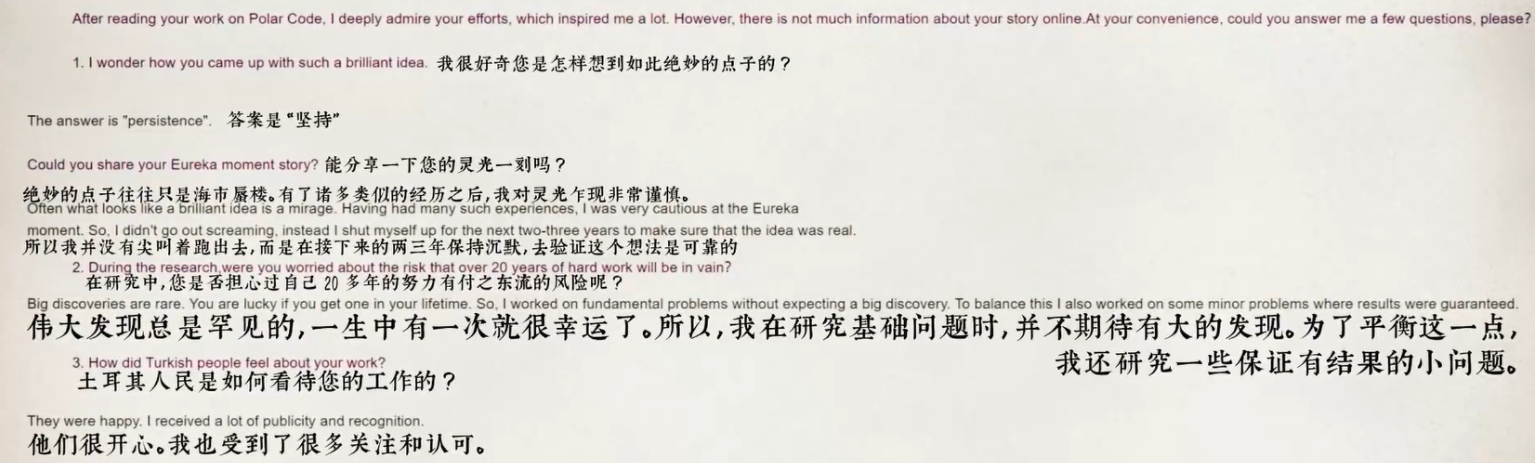 After reading your work on Polar Code, I deeply admire your efforts, which inspired me a lot. However, there is not much information about your story online.At your convenience, could you answer me a few questions, please?
1. I wonder how you came up with such a brilliant idea. 我很好奇您是怎样想到如此绝妙的点子的？
The answer is "persistence". 答案是“坚持”
Could you share your Eureka moment story? 能分享一下您的灵光一刻吗？
绝妙的点子往往只是海市蜃楼。有了诸多类似的经历之后，我对灵光乍现非常谨慎。
Often what looks like a brilliant idea is a mirage. Having had many such experiences, I was very cautious at the Eureka
moment. So, I didn't go out screaming, instead I shut myself up for the next two-three years to make sure that the idea was real.
所以我并没有尖叫着跑出去，而是在接下来的两三年保持沉默，去验证这个想法是可靠的
2. During the research,were you worried about the risk that over 20 years of hard work will be in vain?
在研究中，您是否担心过自己 20 多年的努力有付之东流的风险呢？
Big discoveries are rare. You are lucky if you get one in your lifetime. So, I worked on fundamental problems without expecting a big discovery. To balance this I also worked on some minor problems where results were guaranteed.
伟大发现总是罕见的，一生中有一次就很幸运了。所以，我在研究基础问题时，并不期待有大的发现。为了平衡这一点，
我还研究一些保证有结果的小问题。
3. How did Turkish people feel about your work?
土耳其人民是如何看待您的工作的？
They were happy. I received a lot of publicity and recognition.
他们很开心。我也受到了很多关注和认可。